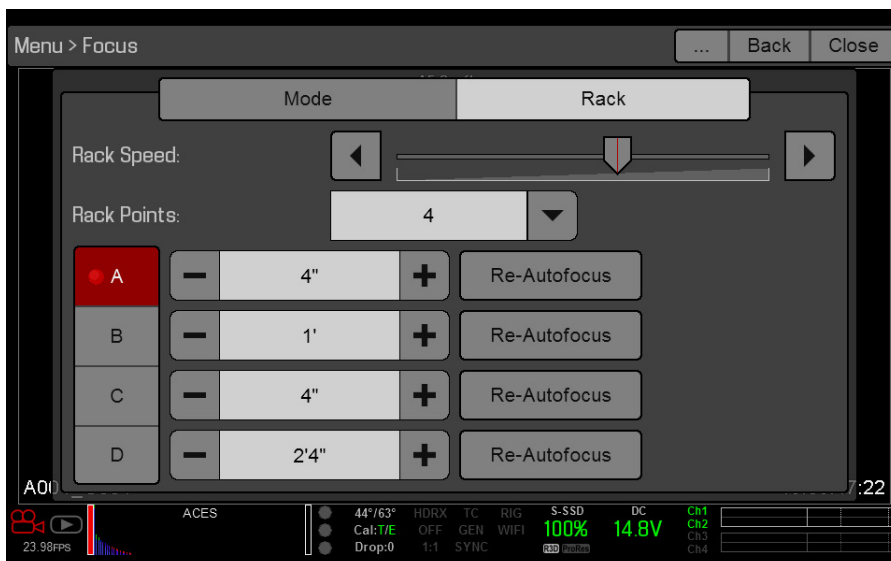 Menu > Focus ... Back Close
Mode Rack
Rack Speed:
Rack Points: 4
A 4" Re-Autofocus
B 1' Re-Autofocus
C 4" Re-Autofocus
D 2'4" Re-Autofocus
:22
ACES 44°/63° HDRX TC RIG S-SSD DC Ch1
Cal:T/E OFF GEN WIFI 100% 14.8V Ch2
Ch3
23.98FPS Drop:0 1:1 SYNC R3D ProRes Ch4